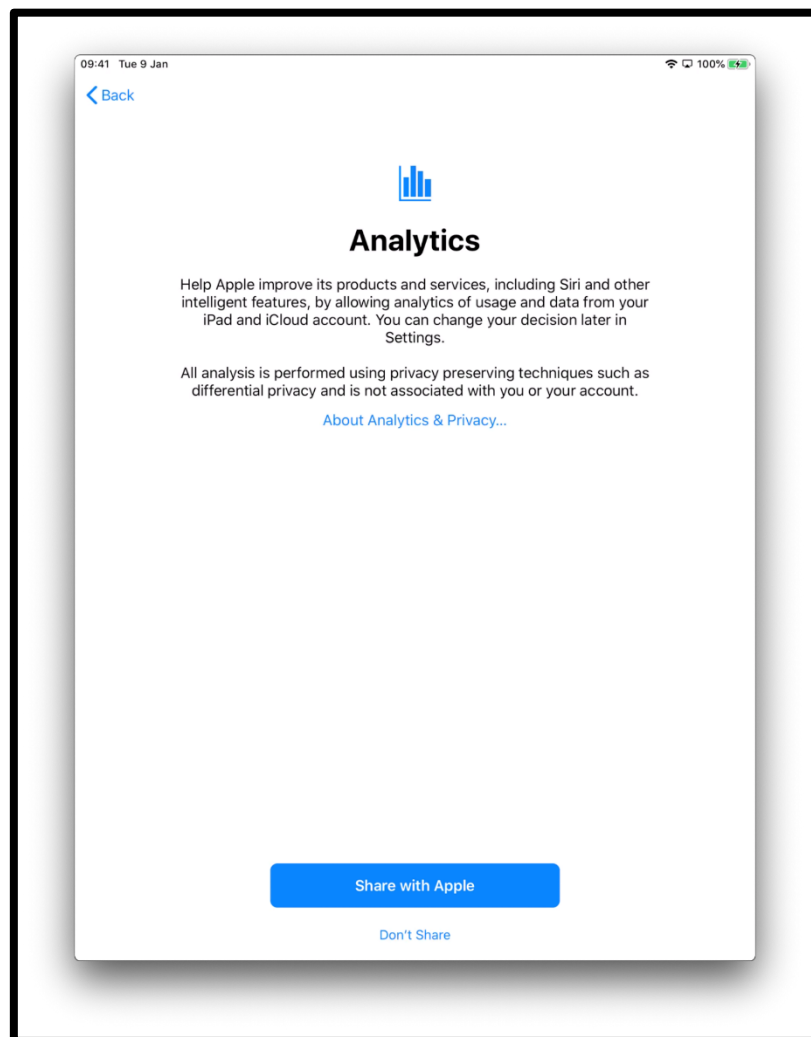 09:41 Tue 9 Jan 100%
Back
Analytics
Help Apple improve its products and services, including Siri and other
intelligent features, by allowing analytics of usage and data from your
iPad and iCloud account. You can change your decision later in
Settings.
All analysis is performed using privacy preserving techniques such as
differential privacy and is not associated with you or your account.
About Analytics & Privacy...
Share with Apple
Don't Share